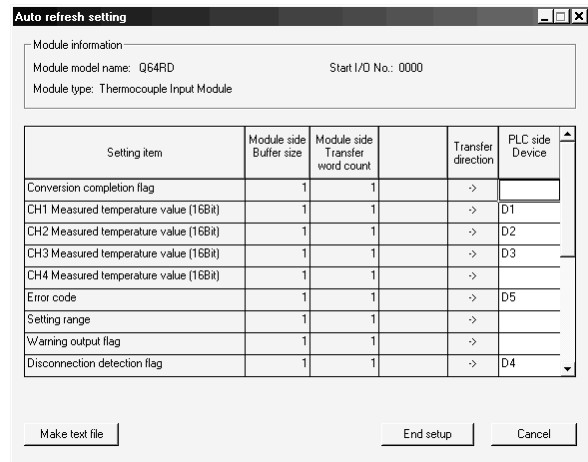 Auto refresh setting
Module information
Module model name: Q64RD Start I/O No.: 0000
Module type: Thermocouple Input Module
Setting item Module side Buffer size Module side Transfer word count Transfer direction PLC side Device
Conversion completion flag 1 1 ->
CH1 Measured temperature value (16Bit) 1 1 -> D1
CH2 Measured temperature value (16Bit) 1 1 -> D2
CH3 Measured temperature value (16Bit) 1 1 -> D3
CH4 Measured temperature value (16Bit) 1 1 ->
Error code 1 1 -> D5
Setting range 1 1 ->
Warning output flag 1 1 ->
Disconnection detection flag 1 1 -> D4
Make text file End setup Cancel